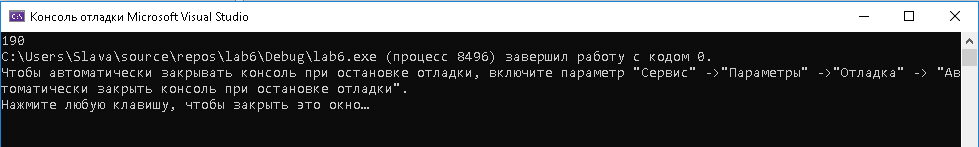 Консоль отладки Microsoft Visual Studio
190
C:\Users\Slava\source\repos\lab6\Debug\lab6.exe (процесс 8496) завершил работу с кодом 0.
Чтобы автоматически закрывать консоль при остановке отладки, включите параметр "Сервис" ->"Параметры" ->"Отладка" -> "Ав
томатически закрыть консоль при остановке отладки".
Нажмите любую клавишу, чтобы закрыть это окно…